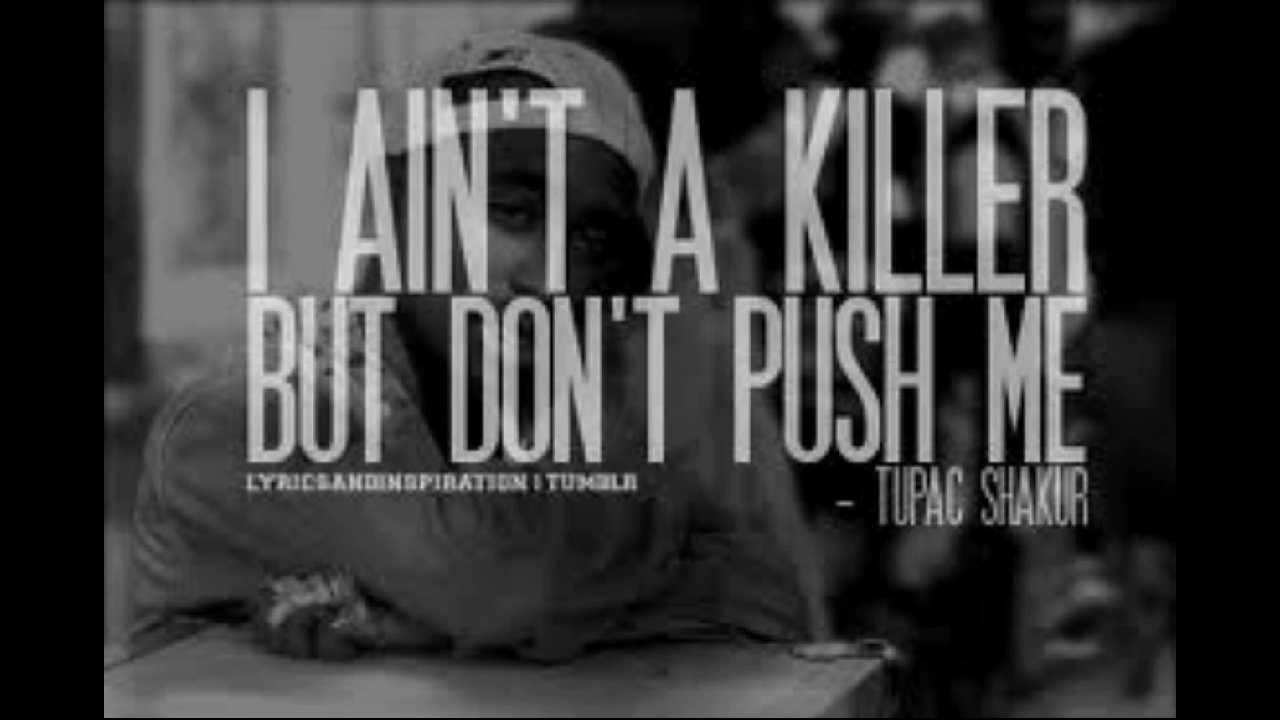 I AIN'T A KILLER
BUT DON'T PUSH ME
LYRICSANDINSPIRATION | TUMBLR
- TUPAC SHAKUR